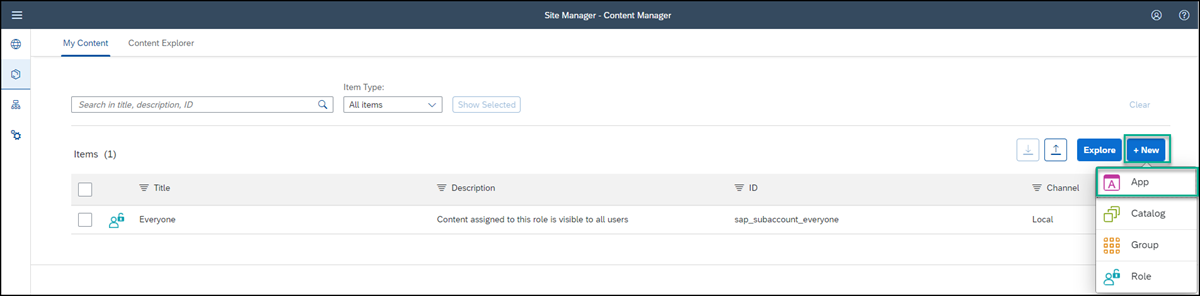 Site Manager - Content Manager
My Content Content Explorer
Item Type:
Search in title, description, ID All items Show Selected Clear
Items (1) Explore + New
Title Description ID Channel
Everyone Content assigned to this role is visible to all users sap_subaccount_everyone Local
A App
Catalog
Group
Role